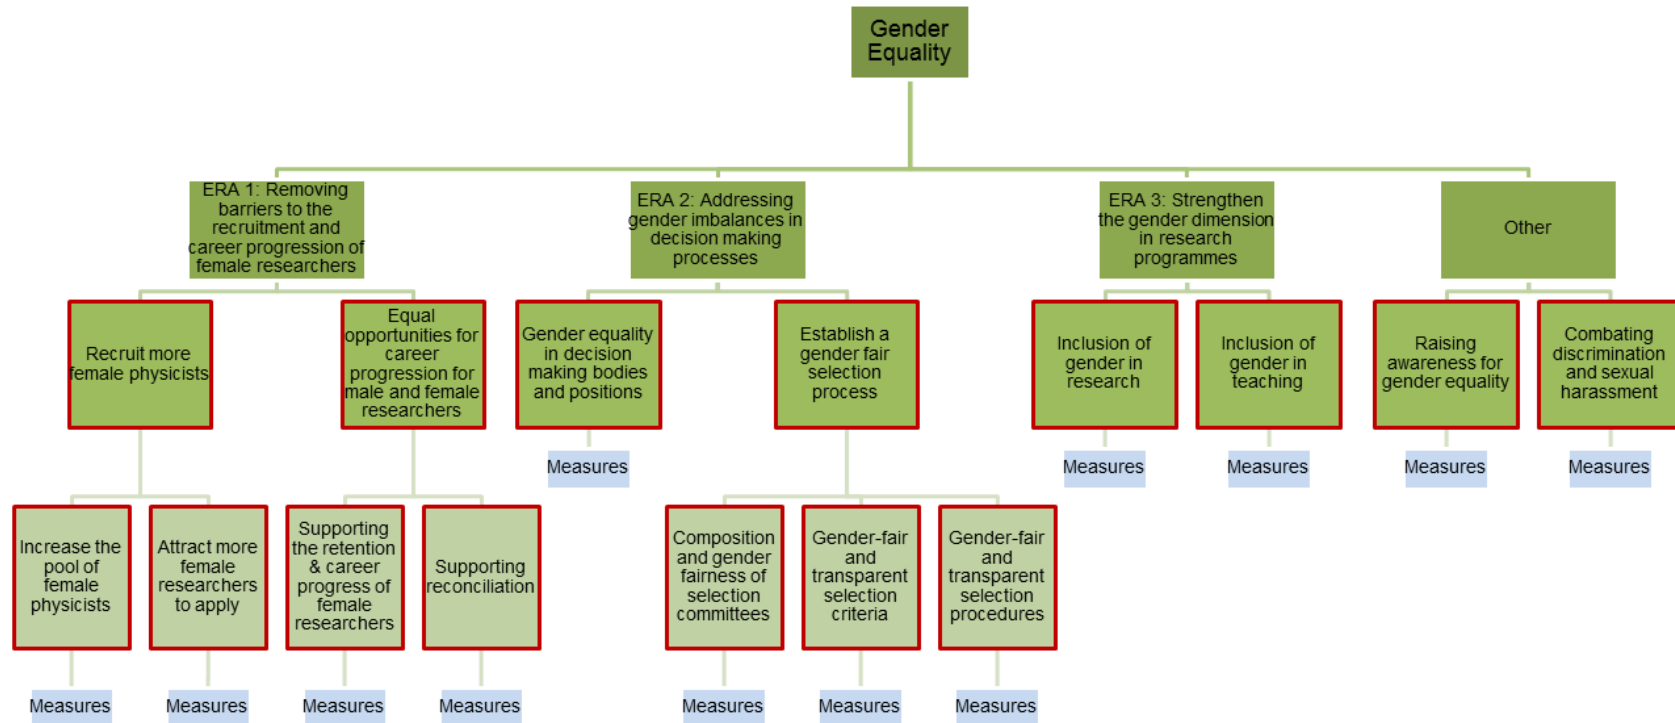 Gender
Equality
ERA 1: Removing
barriers to the
recruitment and
career progression of
female researchers
ERA 2: Addressing
gender imbalances in
decision making
processes
ERA 3: Strengthen
the gender dimension
in research
programmes
Other
Recruit more
female physicists
Equal
opportunities for
career
progression for
male and female
researchers
Gender equality
in decision
making bodies
and positions
Establish a
gender fair
selection
process
Inclusion of
gender in
research
Inclusion of
gender in
teaching
Raising
awareness for
gender equality
Combating
discrimination
and sexual
harassment
Measures
Measures
Measures
Measures
Measures
Increase the
pool of
female
physicists
Attract more
female
researchers
to apply
Supporting
the retention
& career
progress of
female
researchers
Supporting
reconciliation
Composition
and gender
fairness of
selection
committees
Gender-fair
and
transparent
selection
criteria
Gender-fair
and
transparent
selection
procedures
Measures
Measures
Measures
Measures
Measures
Measures
Measures